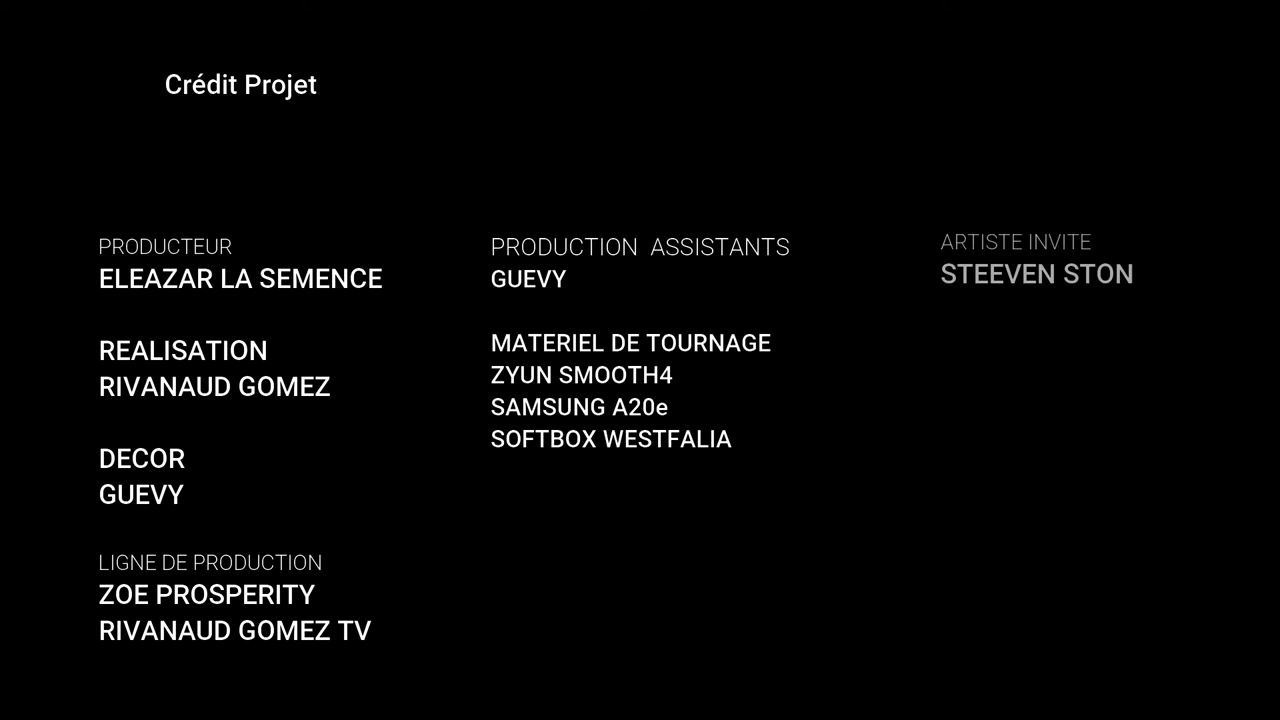 Crédit Projet
PRODUCTEUR
ELEAZAR LA SEMENCE
REALISATION
RIVANAUD GOMEZ
DECOR
GUEVY
LIGNE DE PRODUCTION
ZOE PROSPERITY
RIVANAUD GOMEZ TV
PRODUCTION ASSISTANTS
GUEVY
MATERIEL DE TOURNAGE
ZYUN SMOOTH4
SAMSUNG A20e
SOFTBOX WESTFALIA
ARTISTE INVITE
STEEVEN STON